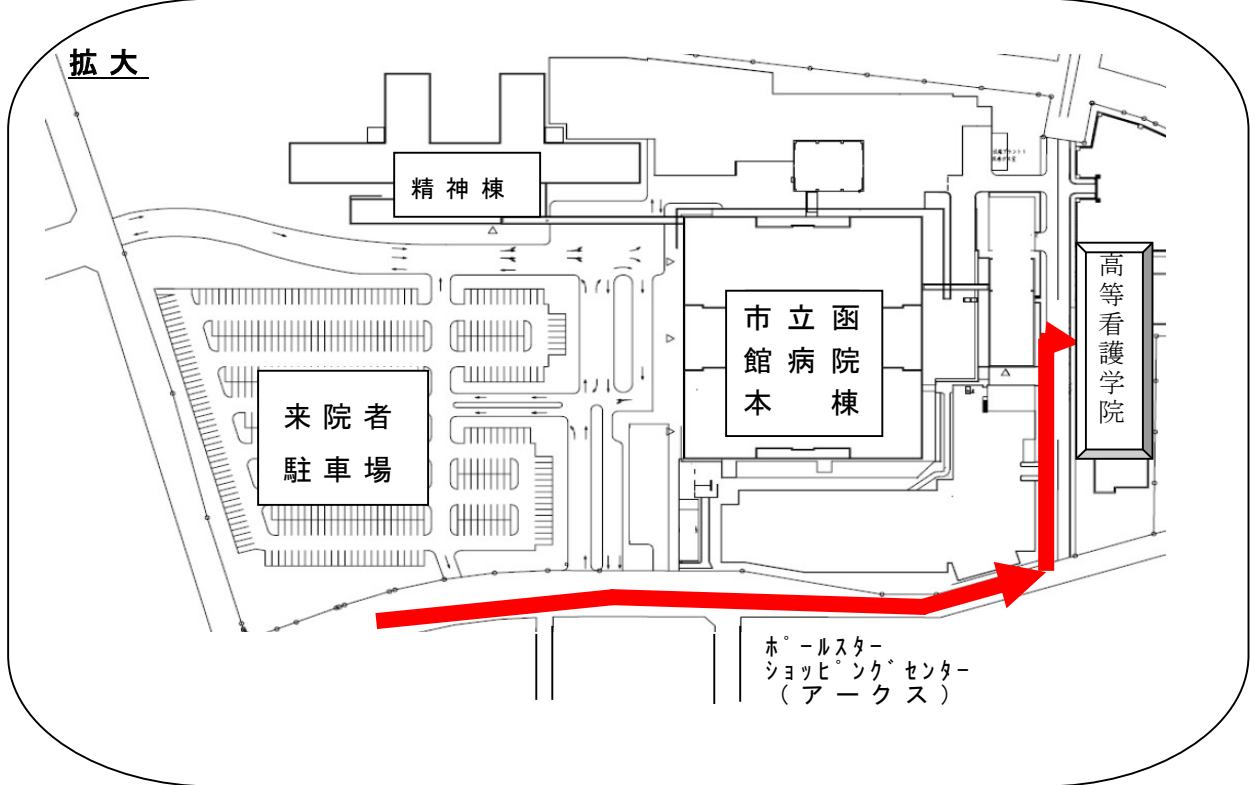 拡大
精神棟
市立函
館病院
本棟
高等看護学院
来院者
駐車場
ﾎﾟｰﾙｽﾀｰ
ｼｮｯﾋﾟﾝｸﾞｾﾝﾀｰ
（アークス）